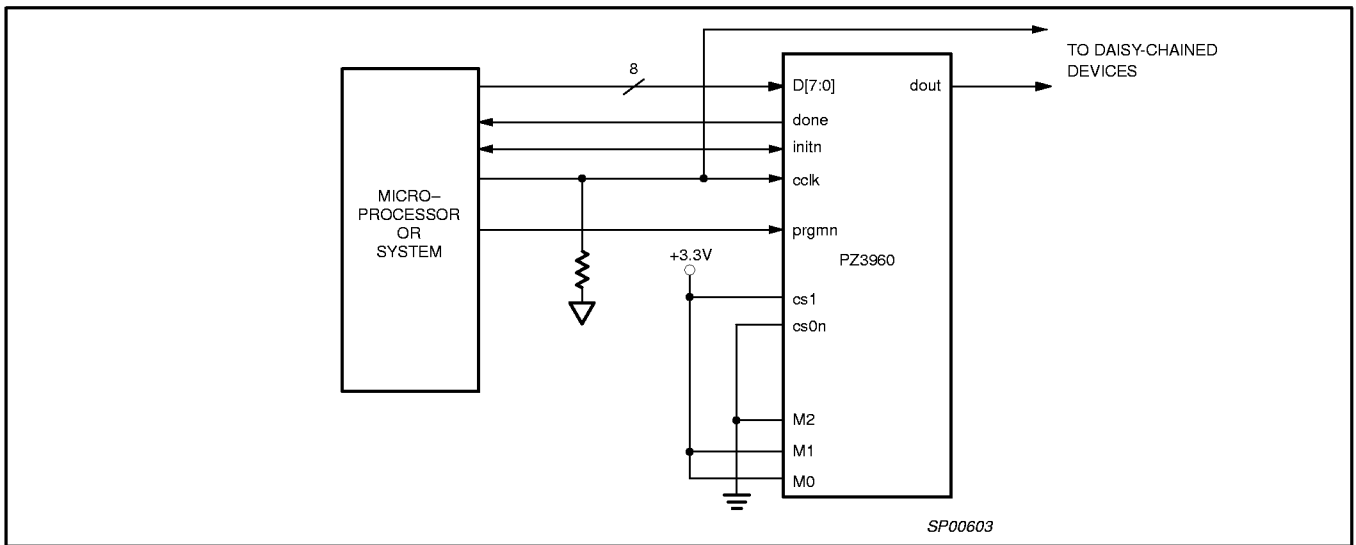 TO DAISY-CHAINED
DEVICES
8
D[7:0]
dout
done
initn
cclk
MICRO–
PROCESSOR
OR
SYSTEM
prgmn
+3.3V
PZ3960
cs1
cs0n
M2
M1
M0
SP00603